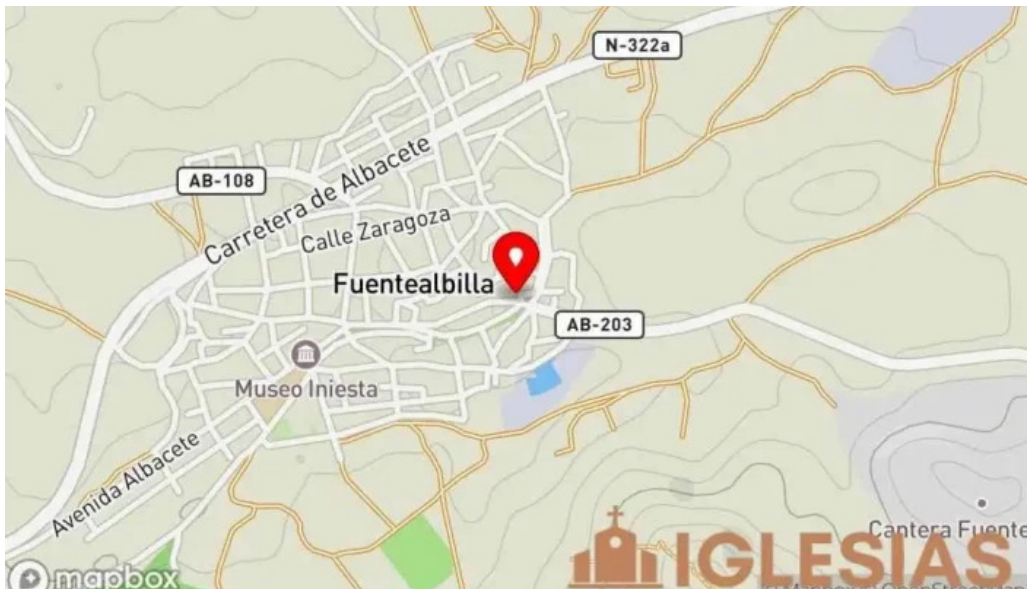 N-322a
AB-108
Carretera de Albacete
Calle Zaragoza
Fuentealbilla
AB-203
Museo Iniesta
Avenida Albacete
Cantera Fuente
IGLESIAS
mapbox